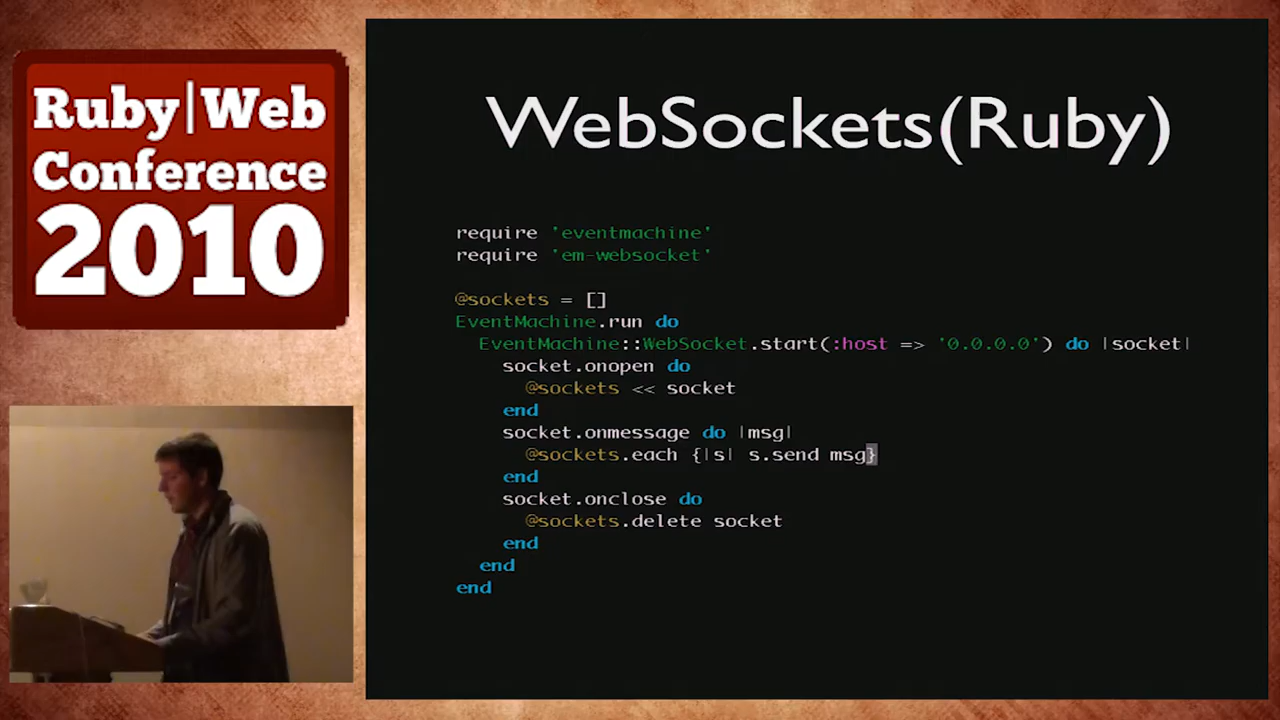 Ruby|Web
Conference
2010
WebSockets(Ruby)
require 'eventmachine'
require 'em-websocket'
@sockets = []
EventMachine.run do
EventMachine::WebSocket.start(:host => '0.0.0.0') do |socket|
socket.onopen do
@sockets << socket
end
socket.onmessage do |msg|
@sockets.each {|s| s.send msg}
end
socket.onclose do
@sockets.delete socket
end
end
end